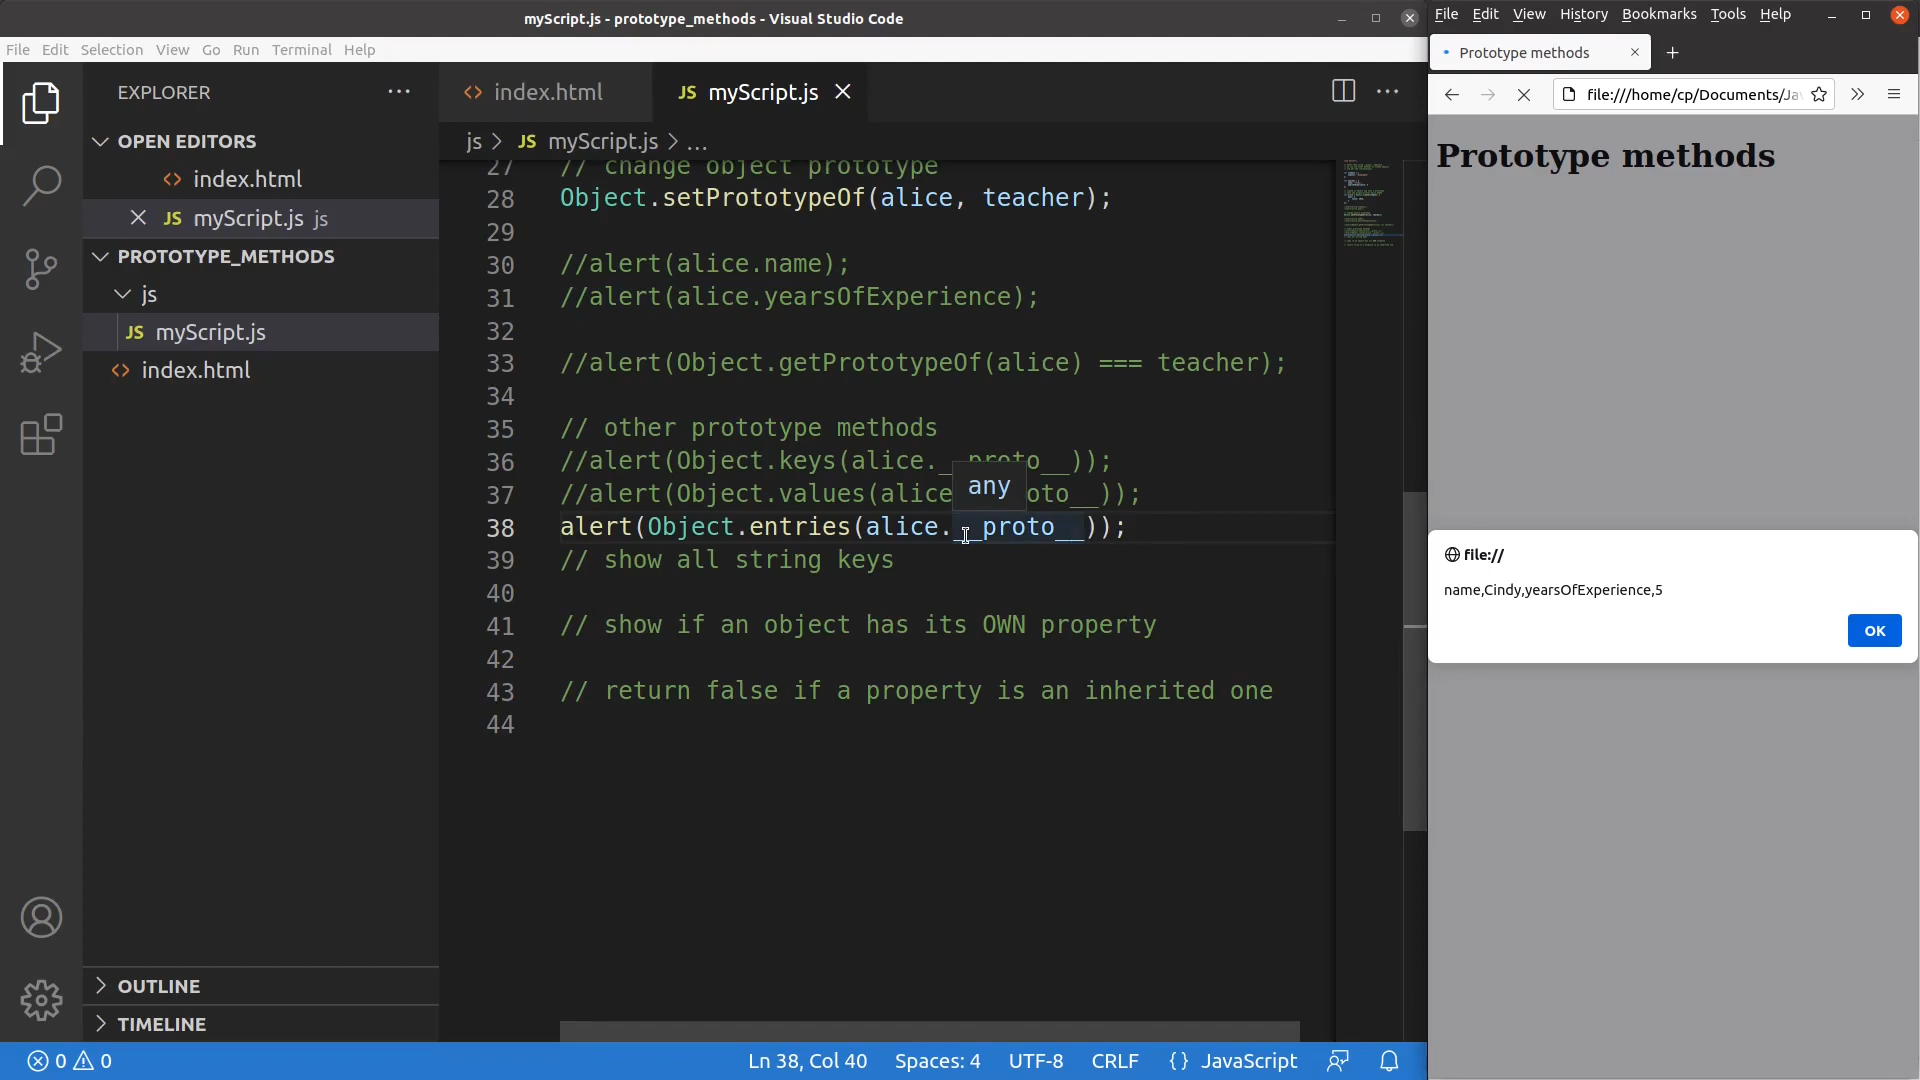 myScript.js - prototype_methods - Visual Studio Code
File Edit Selection View Go Run Terminal Help
EXPLORER
OPEN EDITORS
index.html
JS myScript.js js
PROTOTYPE_METHODS
js
JS myScript.js
index.html
OUTLINE
TIMELINE
index.html
JS myScript.js
js > JS myScript.js > ...
27 // change object prototype
28 Object.setPrototypeOf(alice, teacher);
29
30 //alert(alice.name);
31 //alert(alice.yearsOfExperience);
32
33 //alert(Object.getPrototypeOf(alice) === teacher);
34
35 // other prototype methods
36 //alert(Object.keys(alice.__proto__));
any
37 //alert(Object.values(alice oto__));
38 alert(Object.entries(alice.__proto__));
39 // show all string keys
40
41 // show if an object has its OWN property
42
43 // return false if a property is an inherited one
44
0 0
Ln 38, Col 40 Spaces: 4 UTF-8 CRLF {} JavaScript
File Edit View History Bookmarks Tools Help
Prototype methods
file:///home/cp/Documents/Ja
Prototype methods
file://
name,Cindy,yearsOfExperience,5
OK